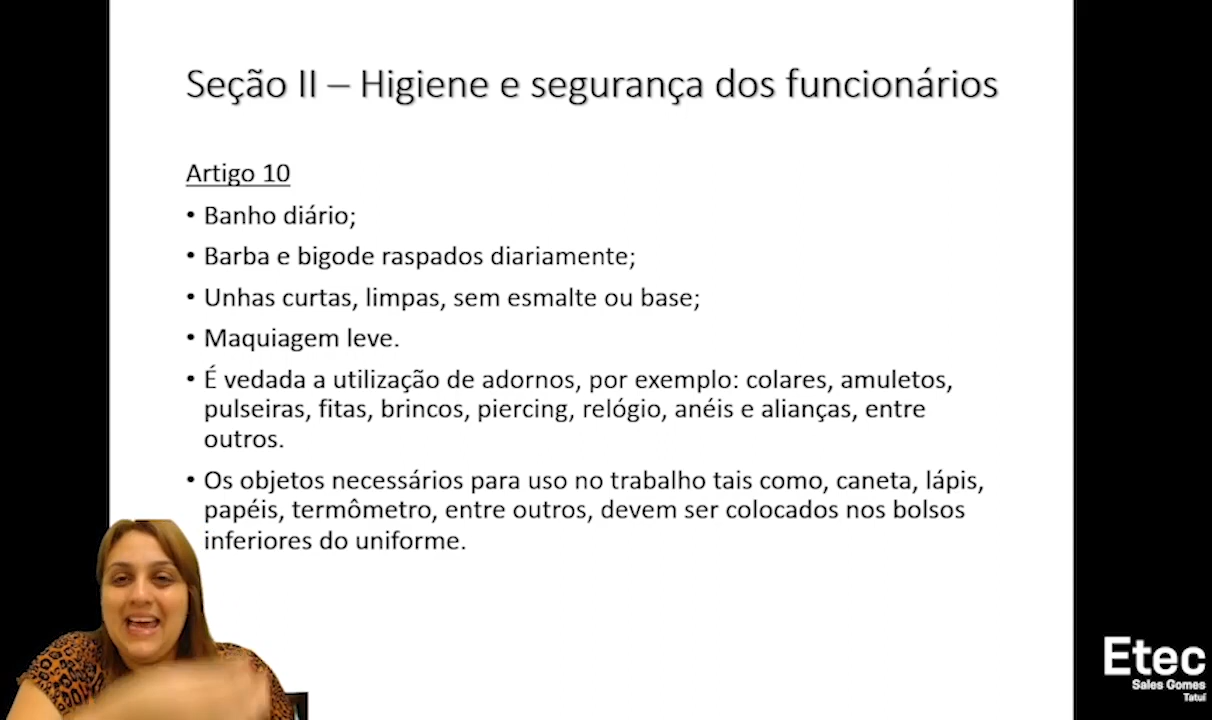 Seção II – Higiene e segurança dos funcionários
Artigo 10
• Banho diário;
• Barba e bigode raspados diariamente;
• Unhas curtas, limpas, sem esmalte ou base;
• Maquiagem leve.
• É vedada a utilização de adornos, por exemplo: colares, amuletos,
pulseiras, fitas, brincos, piercing, relógio, anéis e alianças, entre
outros.
• Os objetos necessários para uso no trabalho tais como, caneta, lápis,
papéis, termômetro, entre outros, devem ser colocados nos bolsos
inferiores do uniforme.
Etec
Sales Gomes
Tatuí